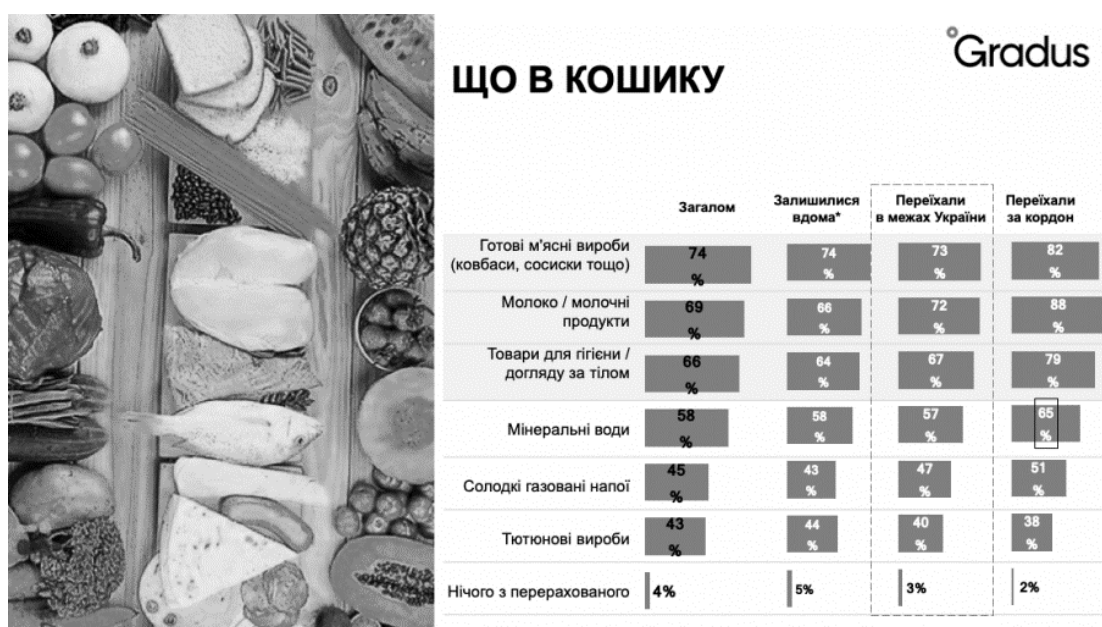 Gradus
ЩО В КОШИКУ
Загалом
Залишилися
вдома*
Переїхали
в межах України
Переїхали
за кордон
Готові м'ясні вироби
(ковбаси, сосиски тощо)
74
%
74
%
73
%
82
%
Молоко / молочні
продукти
69
%
66
%
72
%
88
%
Товари для гігієни /
догляду за тілом
66
%
64
%
67
%
79
%
Мінеральні води
58
%
58
%
57
%
65
%
Солодкі газовані напої
45
%
43
%
47
%
51
%
Тютюнові вироби
43
%
44
%
40
%
38
%
Нічого з перерахованого
4%
5%
3%
2%